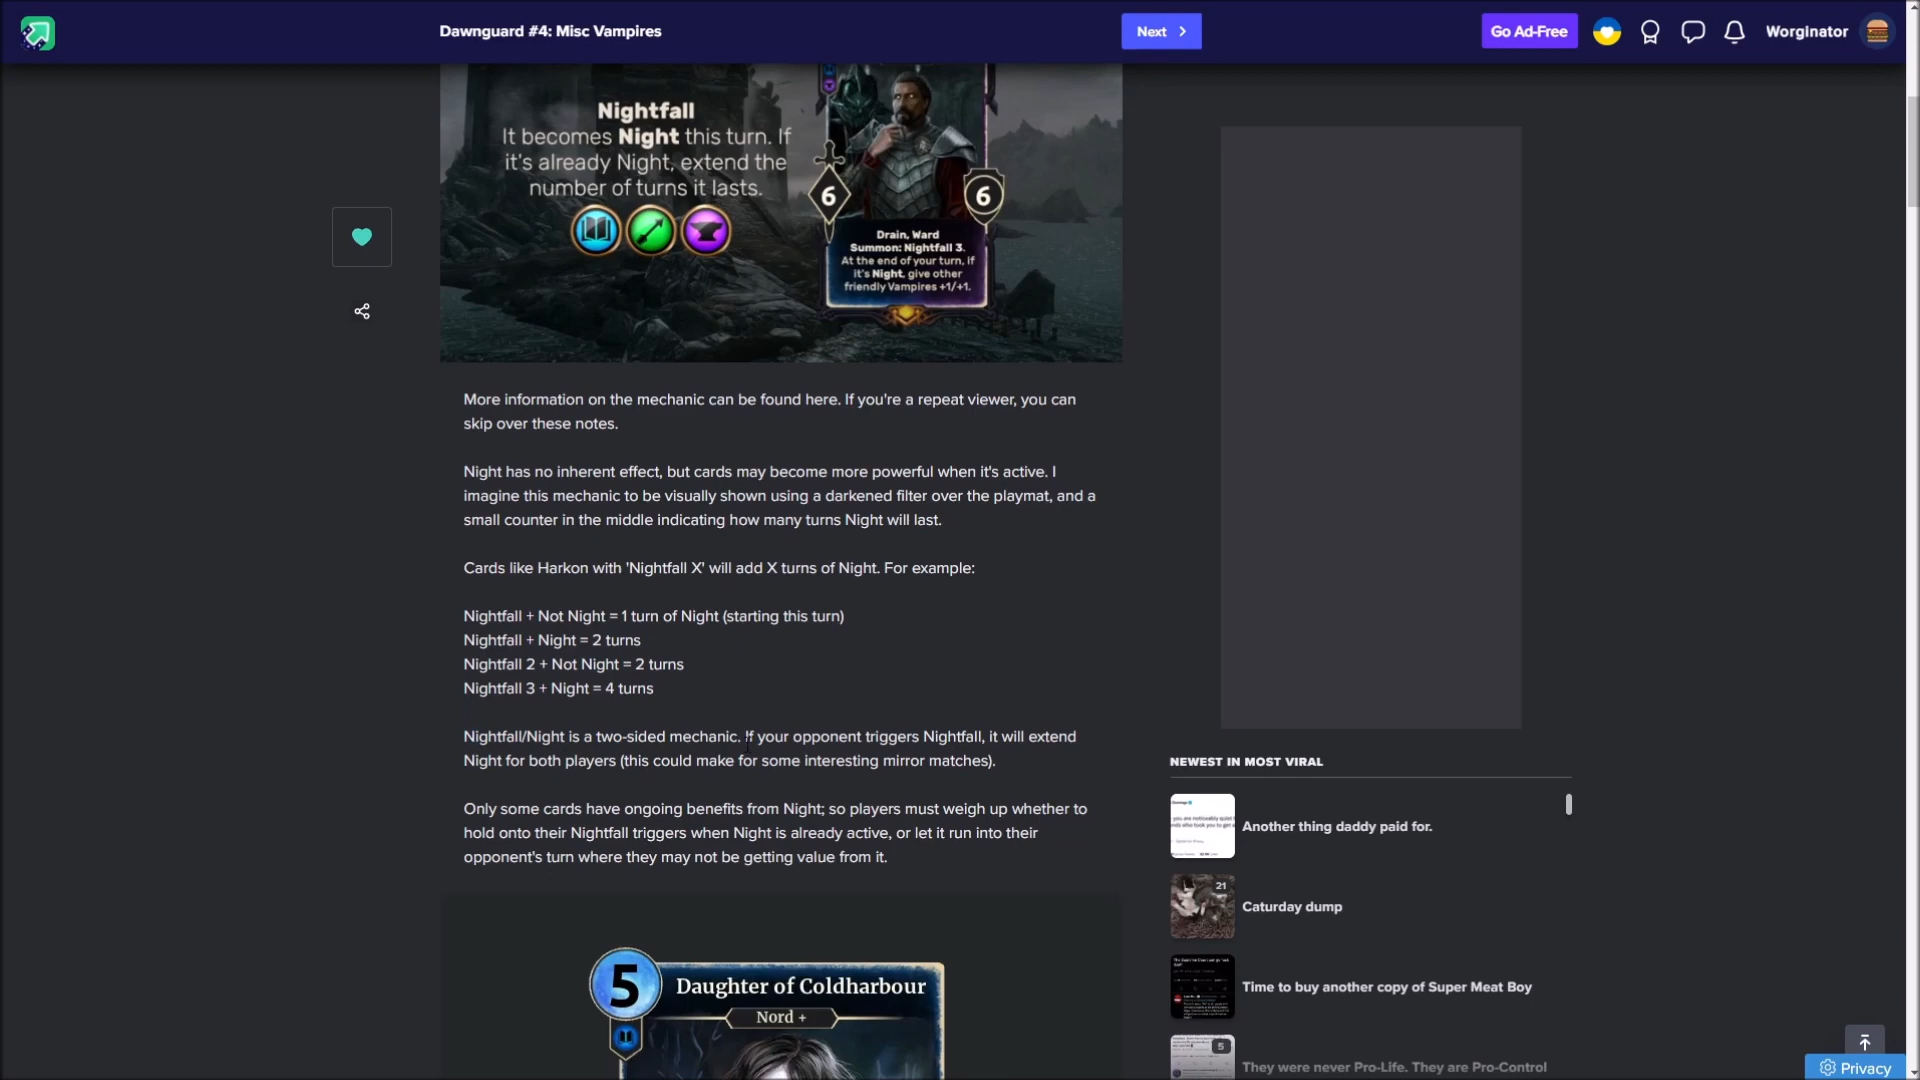 Dawnguard #4: Misc Vampires
Next
Go Ad-Free
Worginator
Nightfall
It becomes Night this turn. If
it's already Night, extend the
number of turns it lasts.
6
6
Drain, Ward
Summon: Nightfall 3.
At the end of your turn, if
it's Night, give other
friendly Vampires +1/+1.
More information on the mechanic can be found here. If you're a repeat viewer, you can
skip over these notes.
Night has no inherent effect, but cards may become more powerful when it's active. I
imagine this mechanic to be visually shown using a darkened filter over the playmat, and a
small counter in the middle indicating how many turns Night will last.
Cards like Harkon with 'Nightfall X' will add X turns of Night. For example:
Nightfall + Not Night = 1 turn of Night (starting this turn)
Nightfall + Night = 2 turns
Nightfall 2 + Not Night = 2 turns
Nightfall 3 + Night = 4 turns
Nightfall/Night is a two-sided mechanic. If your opponent triggers Nightfall, it will extend
Night for both players (this could make for some interesting mirror matches).
Only some cards have ongoing benefits from Night; so players must weigh up whether to
hold onto their Nightfall triggers when Night is already active, or let it run into their
opponent's turn where they may not be getting value from it.
5
Daughter of Coldharbour
Nord +
NEWEST IN MOST VIRAL
Another thing daddy paid for.
21
Caturday dump
Time to buy another copy of Super Meat Boy
5
They were never Pro-Life. They are Pro-Control
Privacy